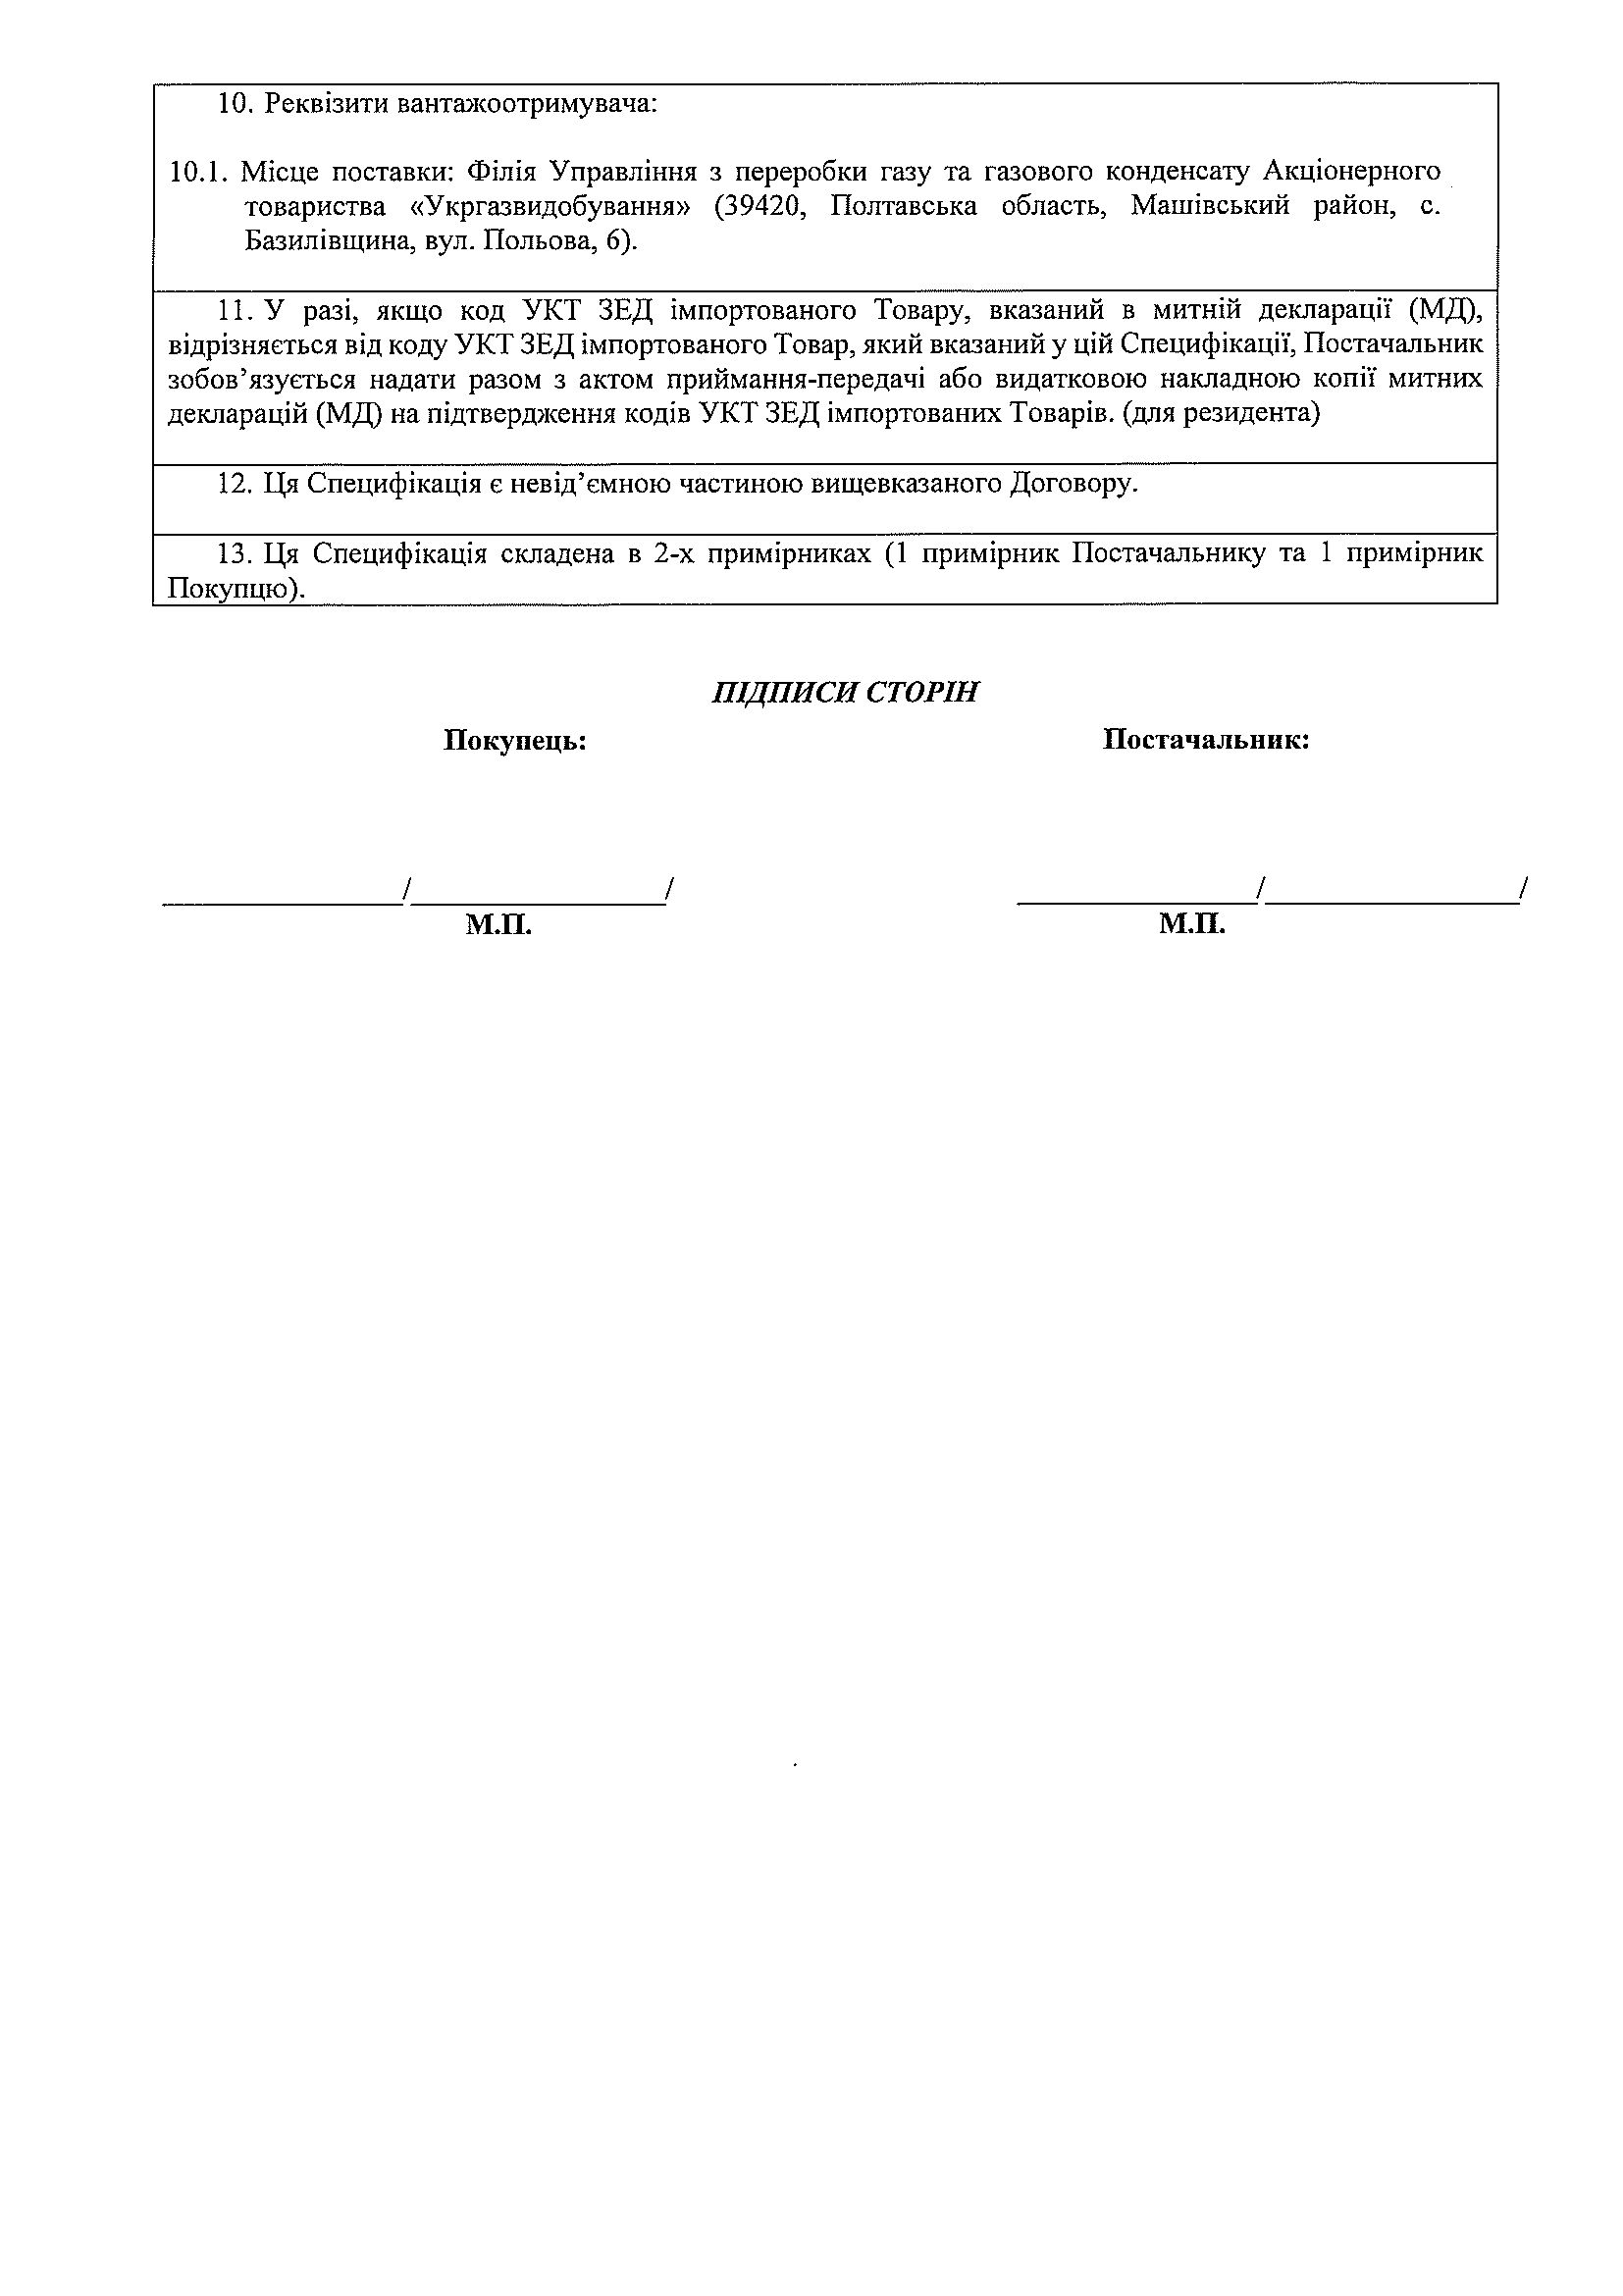 10. Реквізити вантажоотримувача:
10.1. Місце поставки: Філія Управління з переробки газу та газового конденсату Акціонерного
товариства «Укргазвидобування» (39420, Полтавська область, Машівський район, с.
Базилівщина, вул. Польова, 6).
11. У разі, якщо код УКТ ЗЕД імпортованого Товару, вказаний в митній декларації (МД),
відрізняється від коду УКТ ЗЕД імпортованого Товар, який вказаний у цій Специфікації, Постачальник
зобов’язується надати разом з актом приймання-передачі або видатковою накладною копії митних
декларацій (МД) на підтвердження кодів УКТ ЗЕД імпортованих Товарів. (для резидента)
12. Ця Специфікація є невід’ємною частиною вищевказаного Договору.
13. Ця Специфікація складена в 2-х примірниках (1 примірник Постачальнику та 1 примірник
Покупцю).
ПІДПИСИ СТОРІН
Покупець: Постачальник:
________________/_________________/ ________________/_________________/
М.П. М.П.